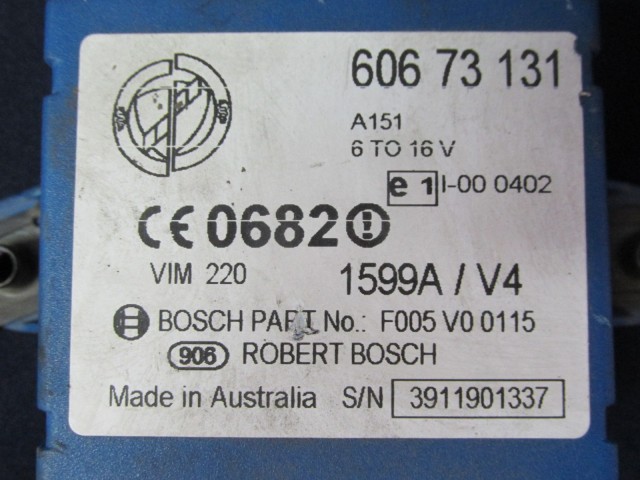 606 73 131
A151
6 TO 16 V
e 1 I-00 0402
CE 0682
VIM 220 1599A / V4
BOSCH PART No.: F005 V0 0115
906 ROBERT BOSCH
Made in Australia S/N 3911901337